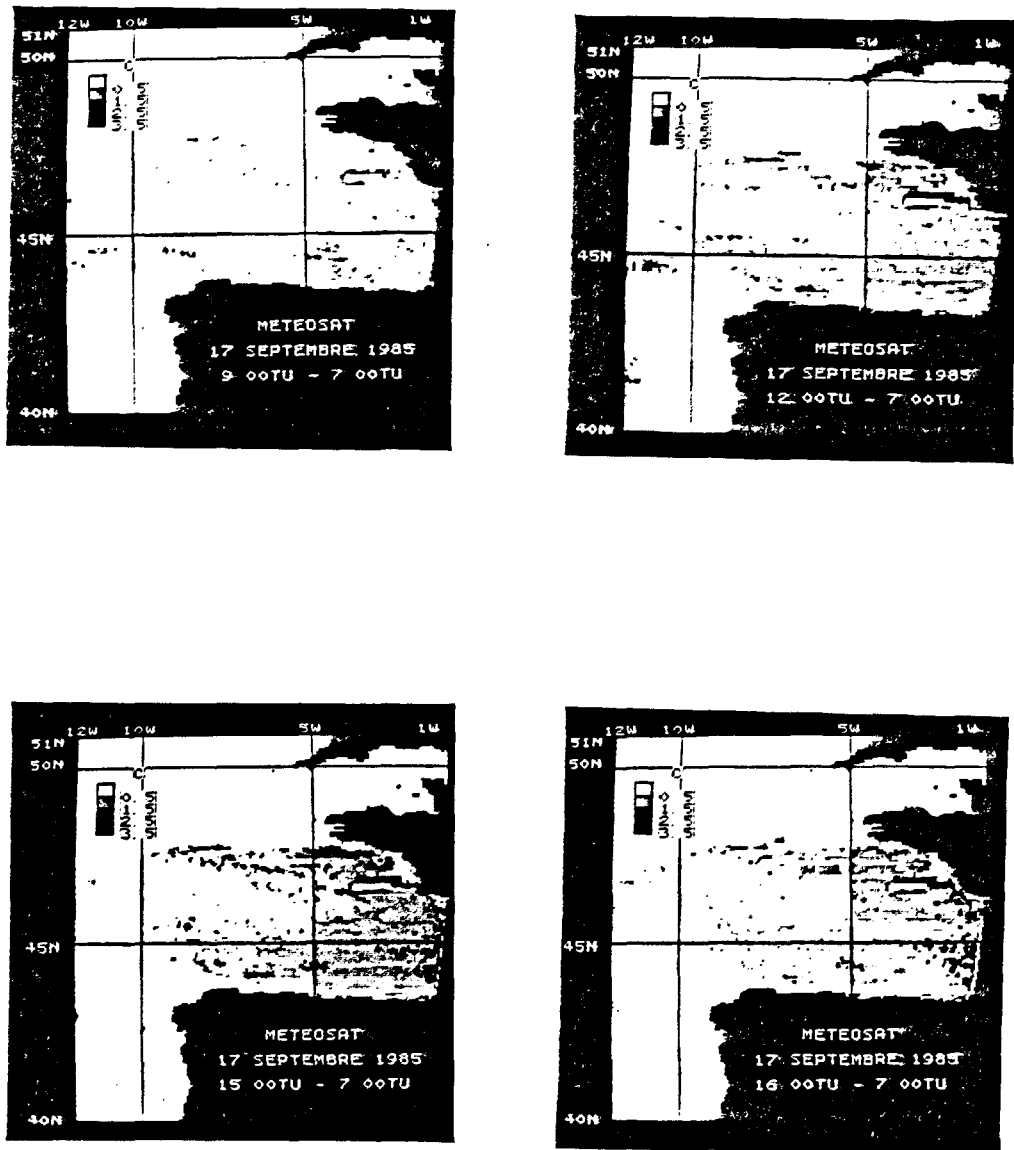 12W 10W 5W 1W
51N
50N
C
45N
METEOSAT
17 SEPTEMBRE 1985
9 00TU - 7 00TU
40N
12W 10W 5W 1W
51N
50N
C
45N
METEOSAT
17 SEPTEMBRE 1985
12 00TU - 7 00TU
40N
12W 10W 5W 1W
51N
50N
C
45N
METEOSAT
17 SEPTEMBRE 1985
15 00TU - 7 00TU
40N
12W 10W 5W 1W
51N
50N
C
45N
METEOSAT
17 SEPTEMBRE 1985
16 00TU - 7 00TU
40N